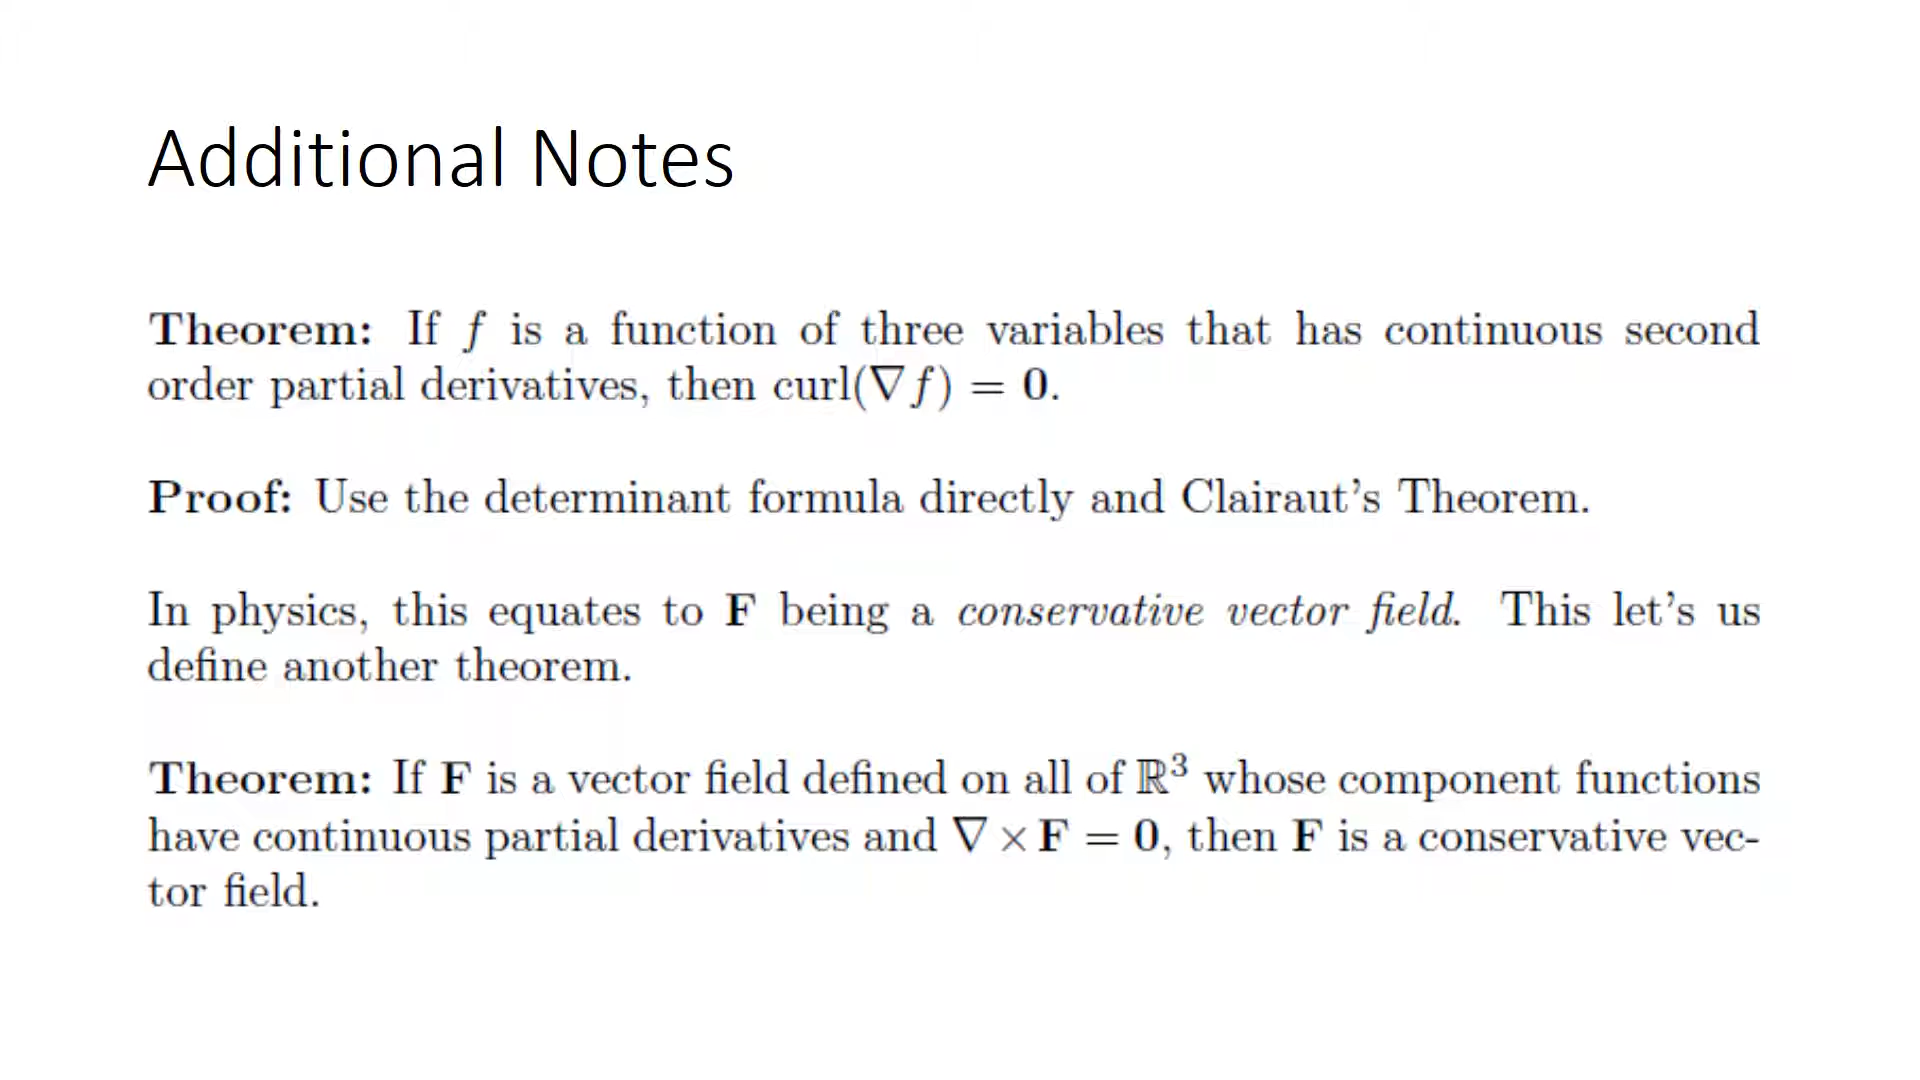 Additional Notes
Theorem: If f is a function of three variables that has continuous second
order partial derivatives, then curl(∇f) = 0.
Proof: Use the determinant formula directly and Clairaut's Theorem.
In physics, this equates to F being a conservative vector field. This let's us
define another theorem.
Theorem: If F is a vector field defined on all of ℝ³ whose component functions
have continuous partial derivatives and ∇ × F = 0, then F is a conservative vec-
tor field.